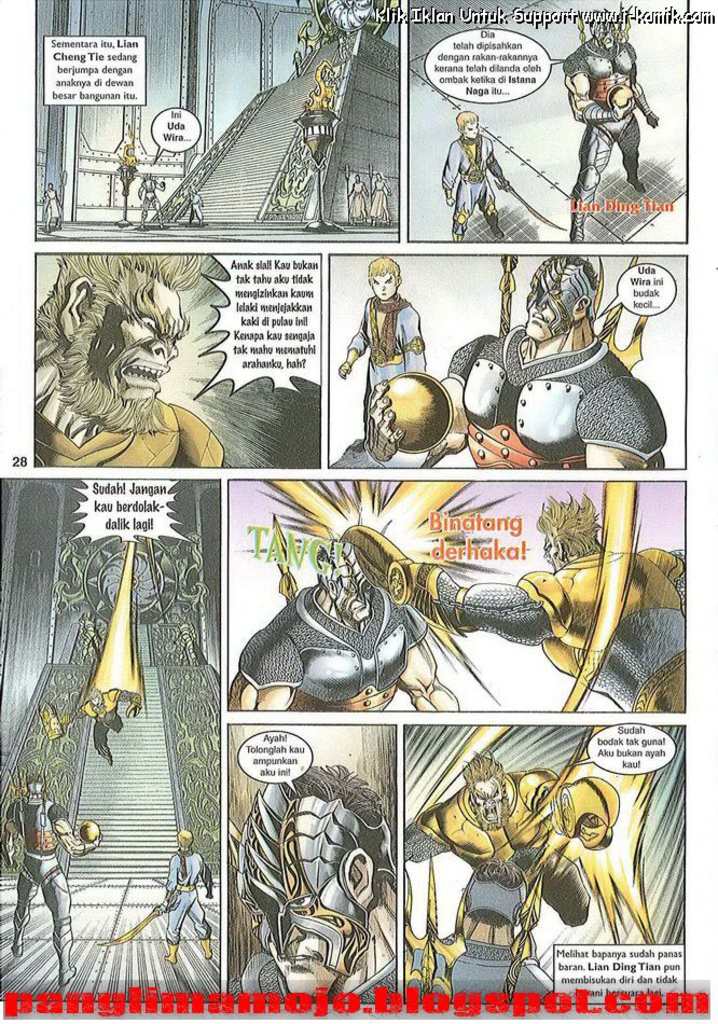 Klik Iklan Untuk Support www.i-komik.com
Sementara itu, Lian
Cheng Tie sedang
berjumpa dengan
anaknya di dewan
besar bangunan itu.
Ini
Uda
Wira...
Dia
telah dipisahkan
dengan rakan-rakannya
kerana telah dilanda oleh
ombak ketika di Istana
Naga itu...
Lian Ding Tian
Anak sial! Kau bukan
tak tahu aku tidak
mengizinkan kaum
lelaki menjejakkan
kaki di pulau ini!
Kenapa kau sengaja
tak mahu mematuhi
arahanku, hah?
Uda
Wira ini
budak
kecil...
28
Sudah! Jangan
kau berdolak-
dalik lagi!
TANG!
Binatang
derhaka!
Ayah!
Tolonglah kau
ampunkan
aku ini!
Sudah
bodak tak guna!
Aku bukan ayah
kau!
Melihat bapanya sudah panas
baran. Lian Ding Tian pun
membisukan diri dan tidak
berani bersuara lagi.
panglimamojo.blogspot.com